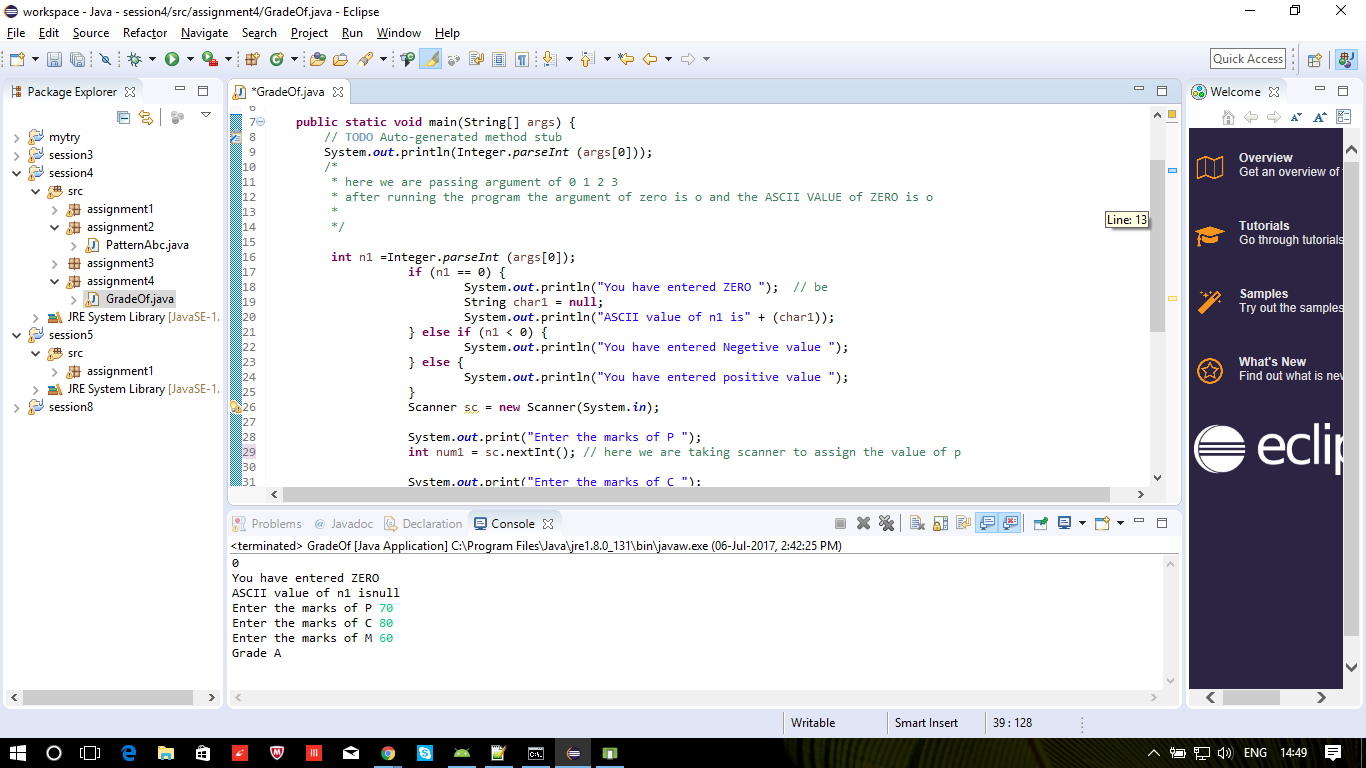 workspace - Java - session4/src/assignment4/GradeOf.java - Eclipse
File Edit Source Refactor Navigate Search Project Run Window Help
Quick Access
Package Explorer
mytry
session3
session4
src
assignment1
assignment2
PatternAbc.java
assignment3
assignment4
GradeOf.java
JRE System Library [JavaSE-1.
session5
src
assignment1
JRE System Library [JavaSE-1.
session8
*GradeOf.java
6
7 public static void main(String[] args) {
8 // TODO Auto-generated method stub
9 System.out.println(Integer.parseInt (args[0]));
10 /*
11 * here we are passing argument of 0 1 2 3
12 * after running the program the argument of zero is o and the ASCII VALUE of ZERO is o
13 *
14 */
15
16 int n1 =Integer.parseInt (args[0]);
17 if (n1 == 0) {
18 System.out.println("You have entered ZERO "); // be
19 String char1 = null;
20 System.out.println("ASCII value of n1 is" + (char1));
21 } else if (n1 < 0) {
22 System.out.println("You have entered Negetive value ");
23 } else {
24 System.out.println("You have entered positive value ");
25 }
26 Scanner sc = new Scanner(System.in);
27
28 System.out.print("Enter the marks of P ");
29 int num1 = sc.nextInt(); // here we are taking scanner to assign the value of p
30
31 System.out.print("Enter the marks of C ");
Line: 13
Welcome
Overview
Get an overview of
Tutorials
Go through tutorials
Samples
Try out the samples
What's New
Find out what is new
eclip
Problems @ Javadoc Declaration Console
<terminated> GradeOf [Java Application] C:\Program Files\Java\jre1.8.0_131\bin\javaw.exe (06-Jul-2017, 2:42:25 PM)
0
You have entered ZERO
ASCII value of n1 isnull
Enter the marks of P 70
Enter the marks of C 80
Enter the marks of M 60
Grade A
Writable Smart Insert 39 : 128
ENG 14:49